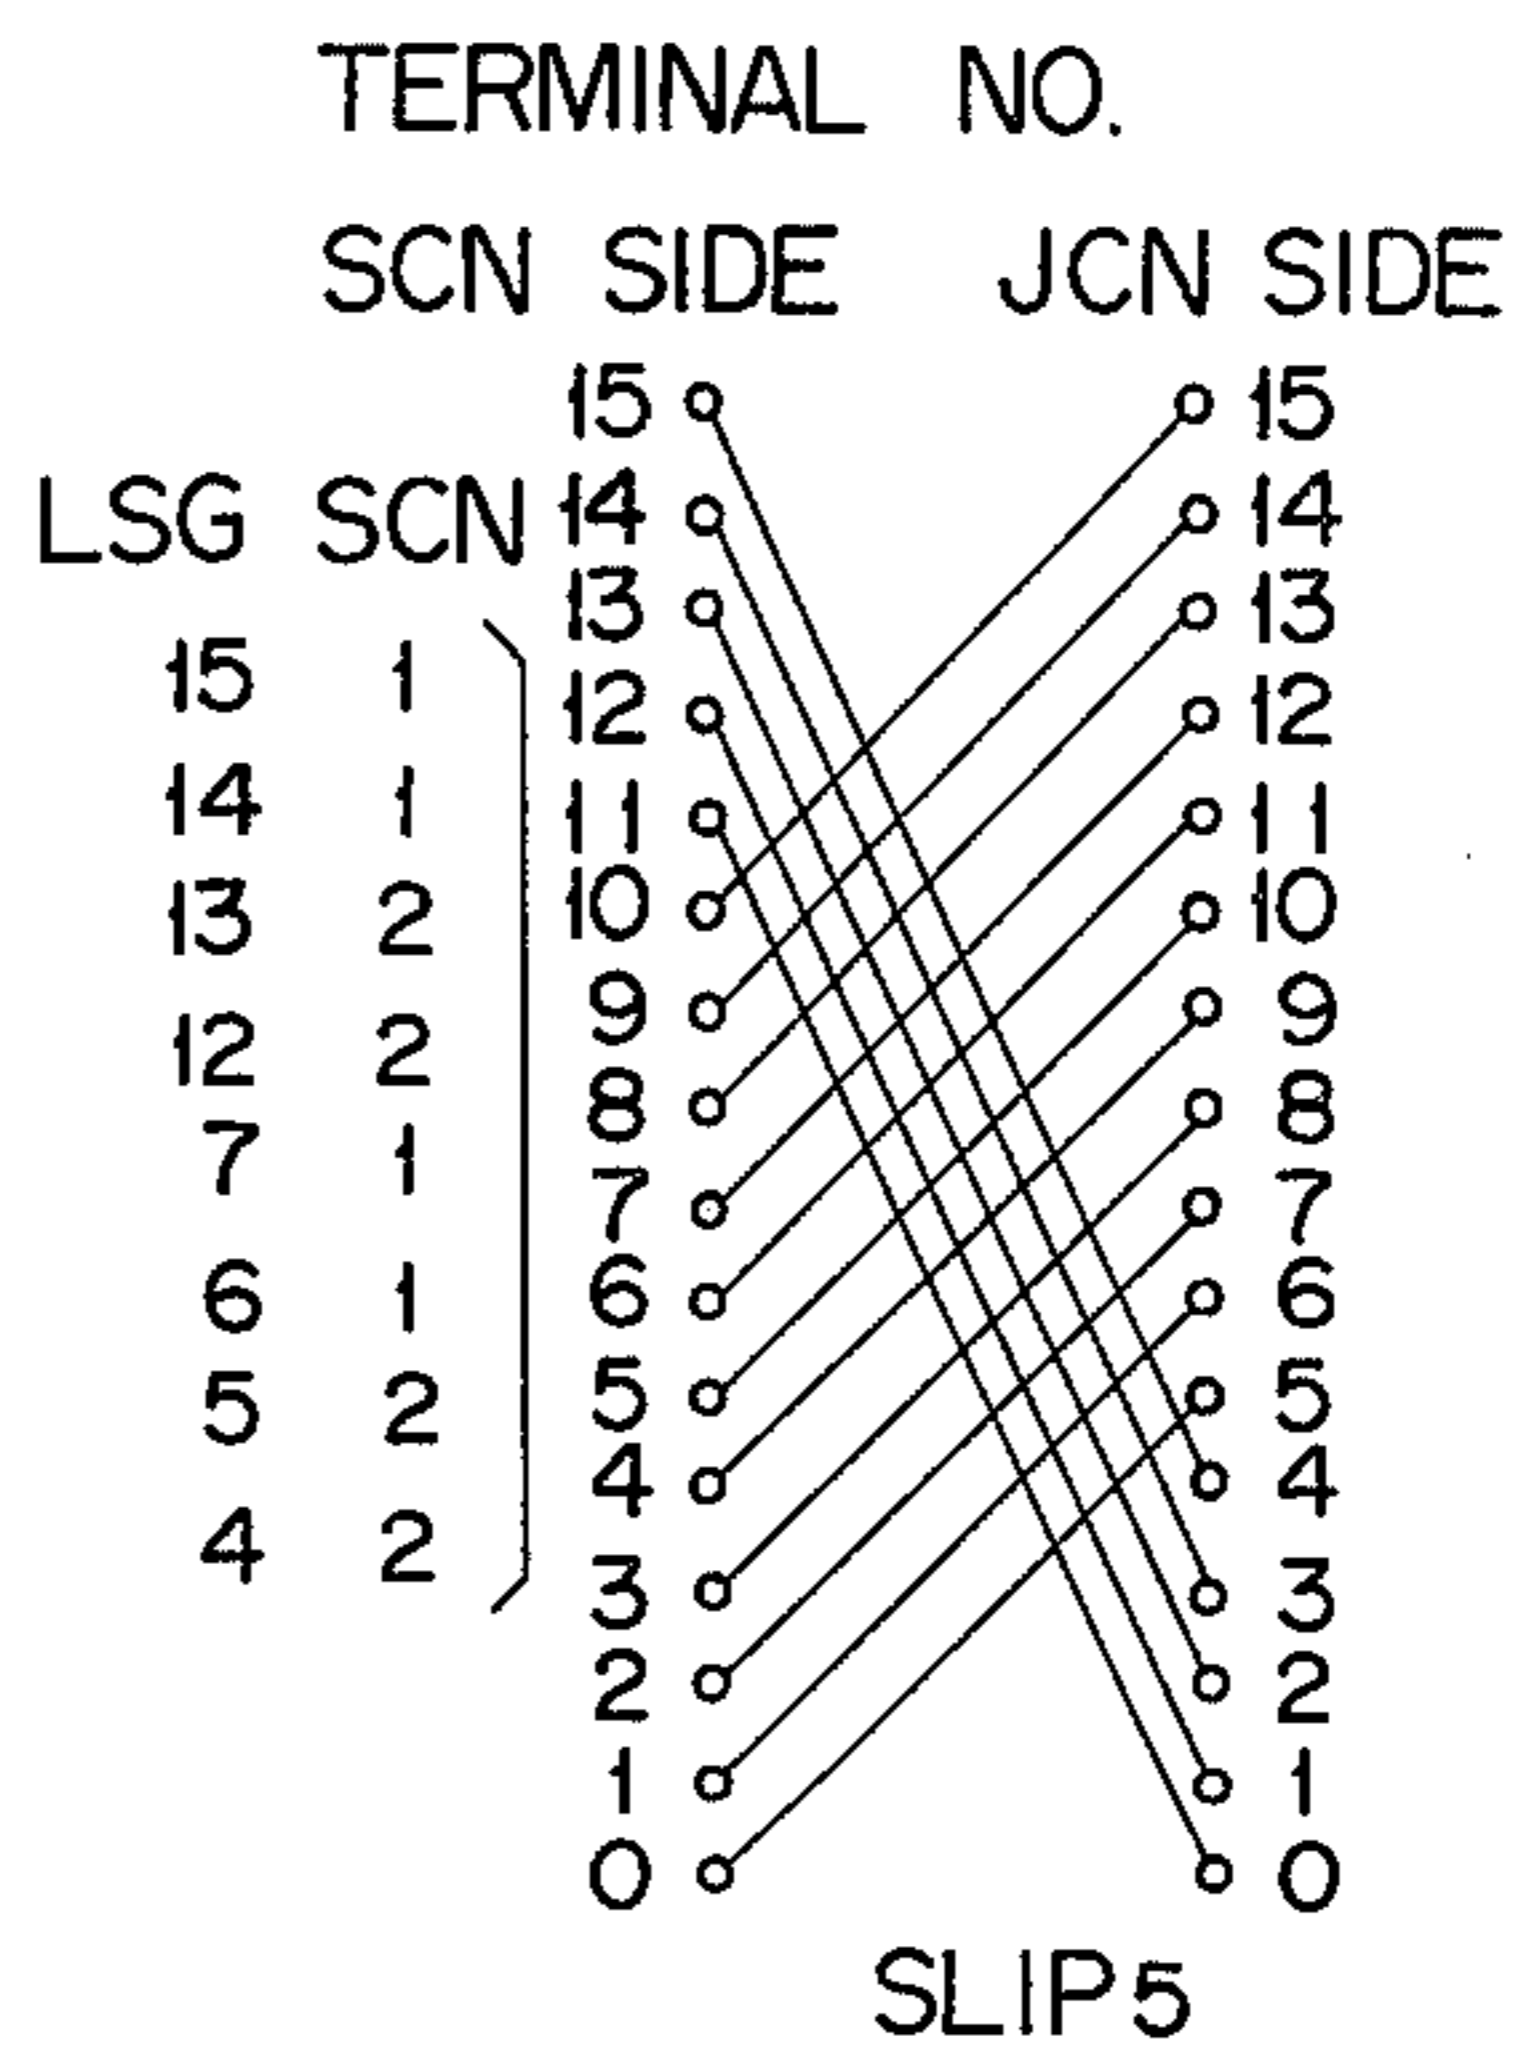 TERMINAL NO.
SCN SIDE JCN SIDE
15 15
LSG SCN 14 14
13 13
15 1 12 12
14 1 11 11
13 2 10 10
12 2 9 9
8 8
7 1 7 7
6 1 6 6
5 2 5 5
4 4
4 2 3 3
2 2
1 1
0 0
SLIP5